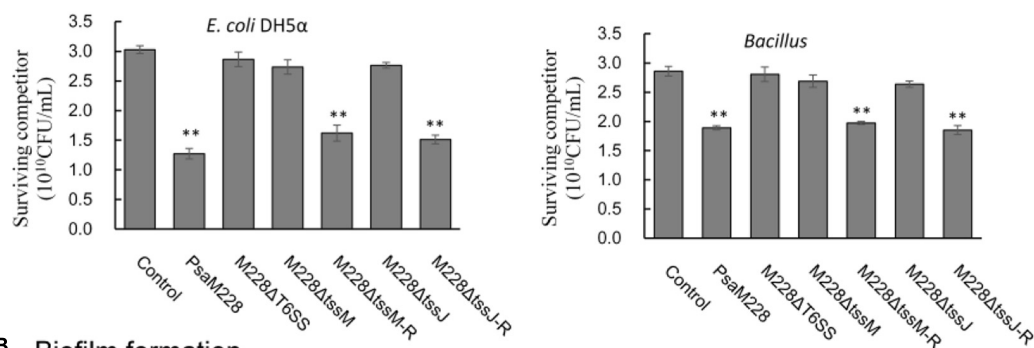 E. coli DH5α
Surviving competitor
(10¹⁰CFU/mL)
3.5
3.0
2.5
2.0
1.5
1.0
0.5
0.0
**
**
**
Control
PsaM228
M228ΔT6SS
M228ΔtssM
M228ΔtssM-R
M228ΔtssJ
M228ΔtssJ-R
Bacillus
Surviving competitor
(10¹⁰CFU/mL)
3.5
3.0
2.5
2.0
1.5
1.0
0.5
0.0
**
**
**
Control
PsaM228
M228ΔT6SS
M228ΔtssM
M228ΔtssM-R
M228ΔtssJ
M228ΔtssJ-R
B Biofilm formation